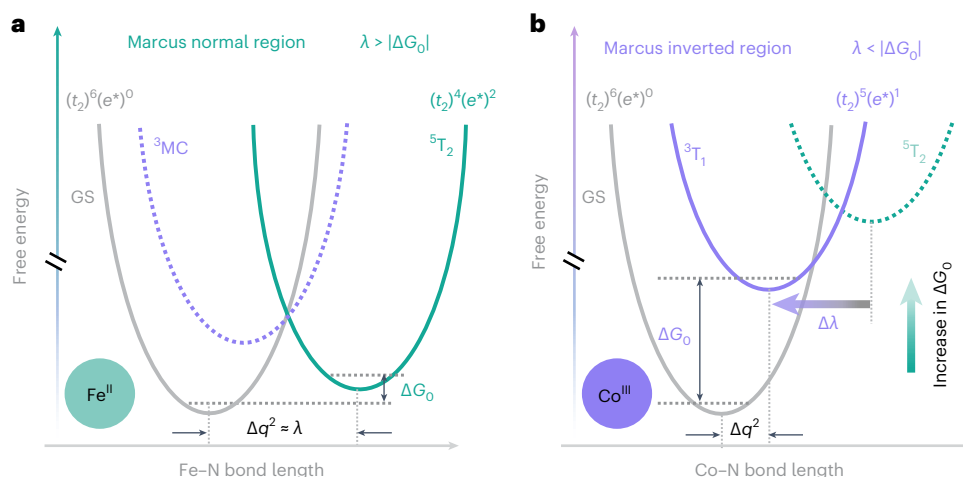 a
Marcus normal region
λ > |ΔG₀|
(t₂)⁶(e*)⁰
(t₂)⁴(e*)²
³MC
⁵T₂
GS
Free energy
Feᴵᴵ
ΔG₀
Δq² ≈ λ
Fe–N bond length
b
Marcus inverted region
λ < |ΔG₀|
(t₂)⁶(e*)⁰
(t₂)⁵(e*)¹
³T₁
⁵T₂
GS
Free energy
Δλ
ΔG₀
Increase in ΔG₀
Coᴵᴵᴵ
Δq²
Co–N bond length